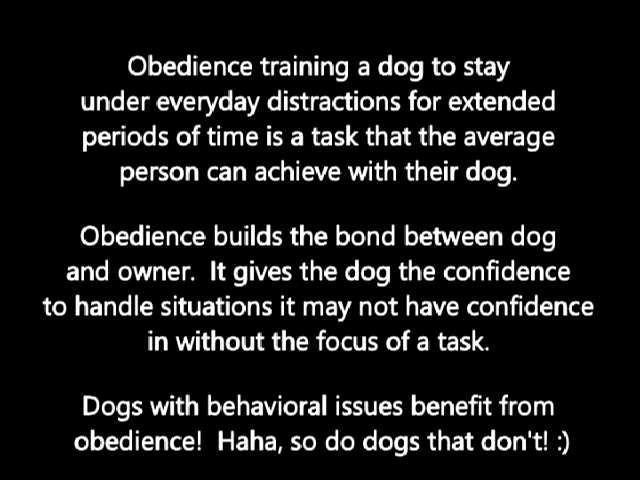 Obedience training a dog to stay
under everyday distractions for extended
periods of time is a task that the average
person can achieve with their dog.
Obedience builds the bond between dog
and owner.  It gives the dog the confidence
to handle situations it may not have confidence
in without the focus of a task.
Dogs with behavioral issues benefit from
obedience!  Haha, so do dogs that don't! :)